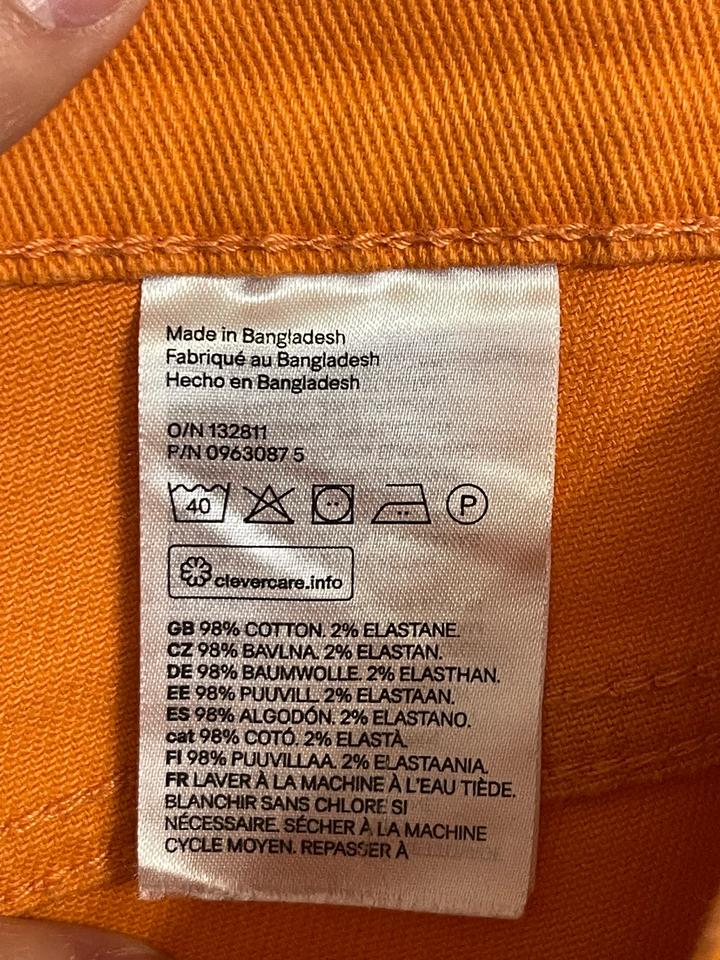 Made in Bangladesh
Fabriqué au Bangladesh
Hecho en Bangladesh
O/N 132811
P/N 0963087 5
40 P
clevercare.info
GB 98% COTTON. 2% ELASTANE.
CZ 98% BAVLNA. 2% ELASTAN.
DE 98% BAUMWOLLE. 2% ELASTHAN.
EE 98% PUUVILL. 2% ELASTAAN.
ES 98% ALGODÓN. 2% ELASTANO.
cat 98% COTÓ. 2% ELASTÀ.
FI 98% PUUVILLAA. 2% ELASTAANIA.
FR LAVER À LA MACHINE À L'EAU TIÈDE.
BLANCHIR SANS CHLORE SI
NÉCESSAIRE. SÉCHER À LA MACHINE
CYCLE MOYEN. REPASSER À